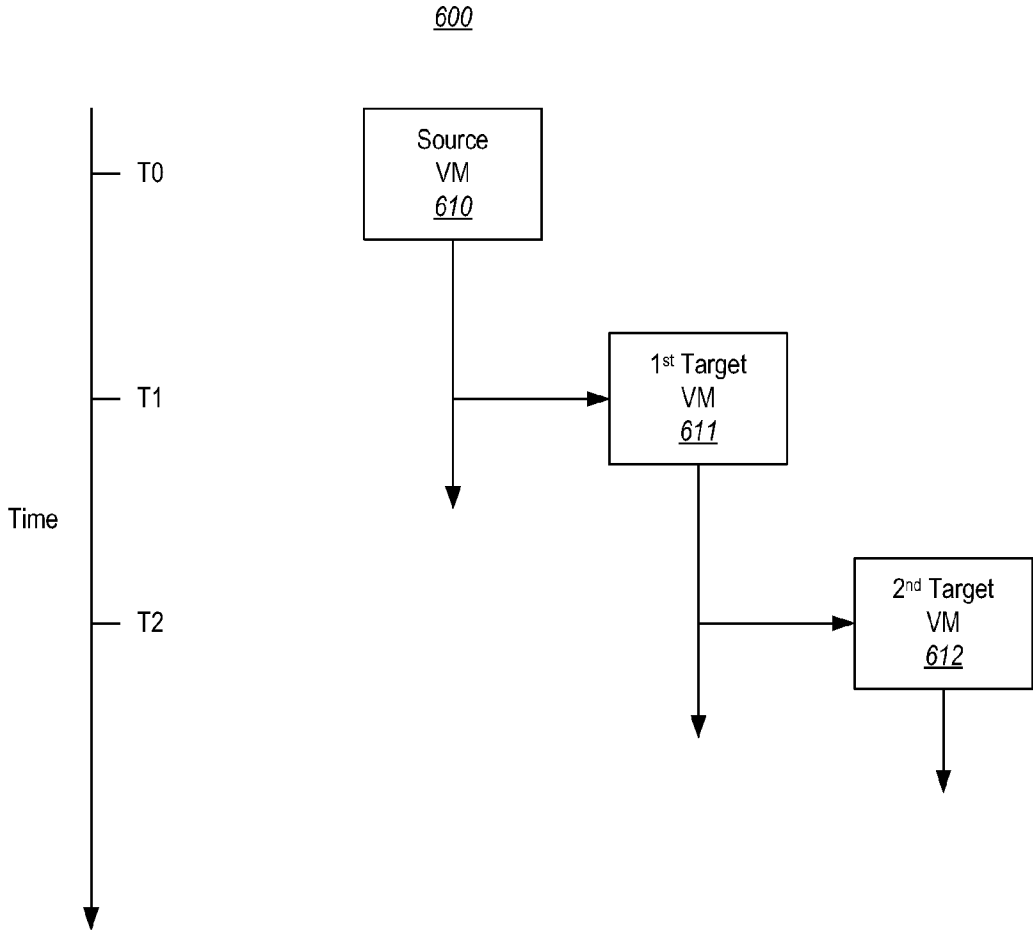 600
Source
VM
610
T0
1st Target
VM
611
T1
Time
2nd Target
VM
612
T2